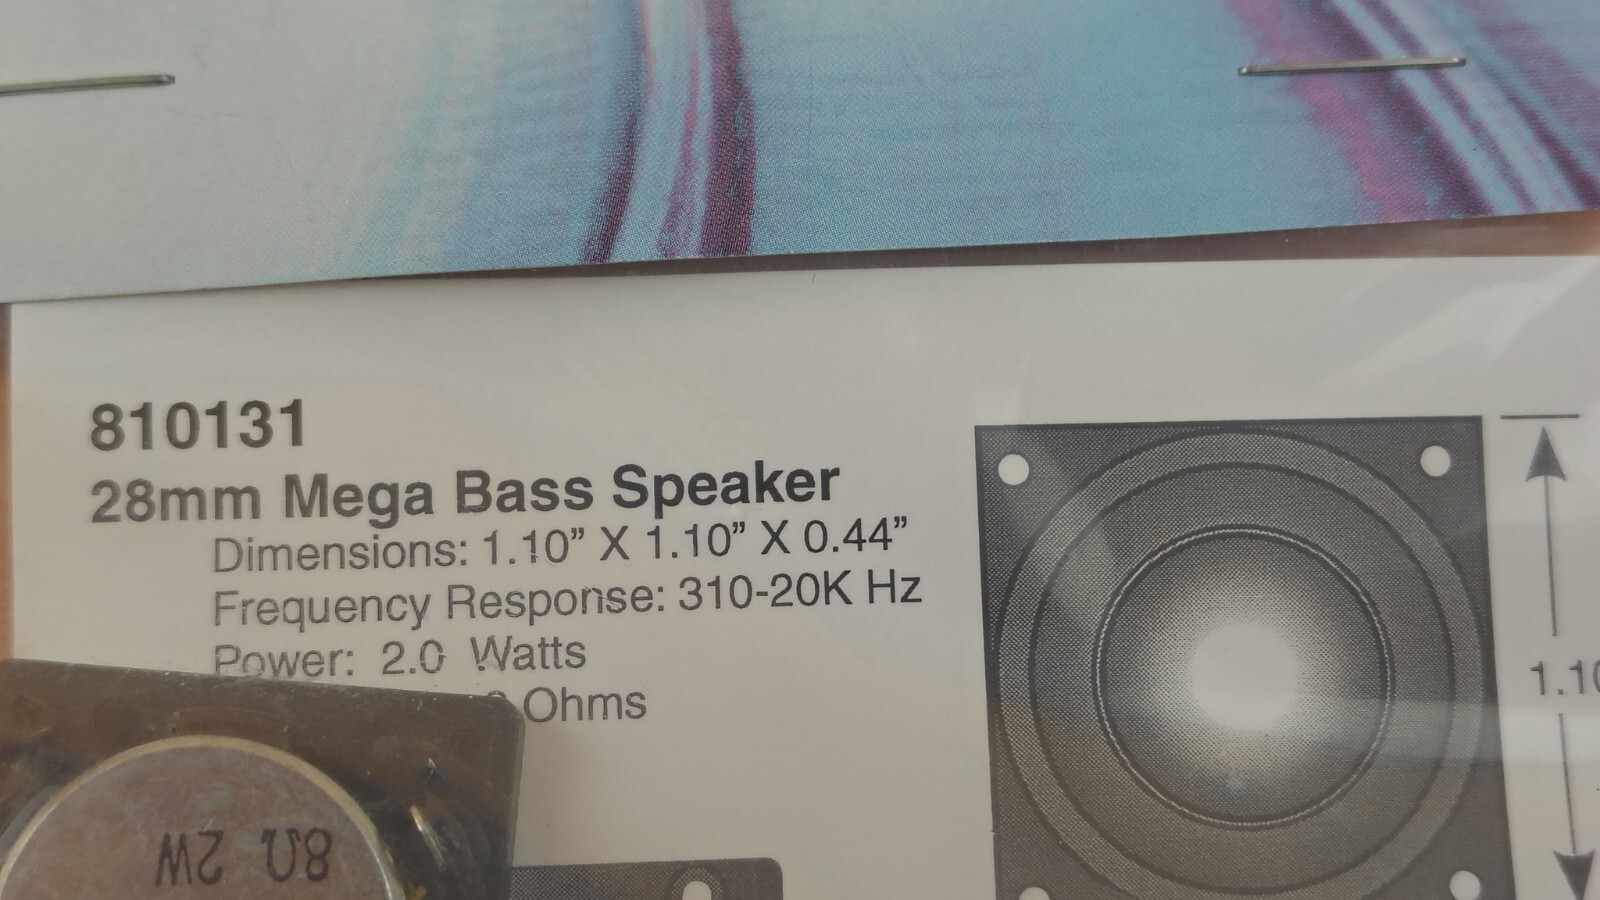 810131
28mm Mega Bass Speaker
Dimensions: 1.10” X 1.10” X 0.44”
Frequency Response: 310-20K Hz
Power: 2.0 Watts
Ohms
8Ω 2W